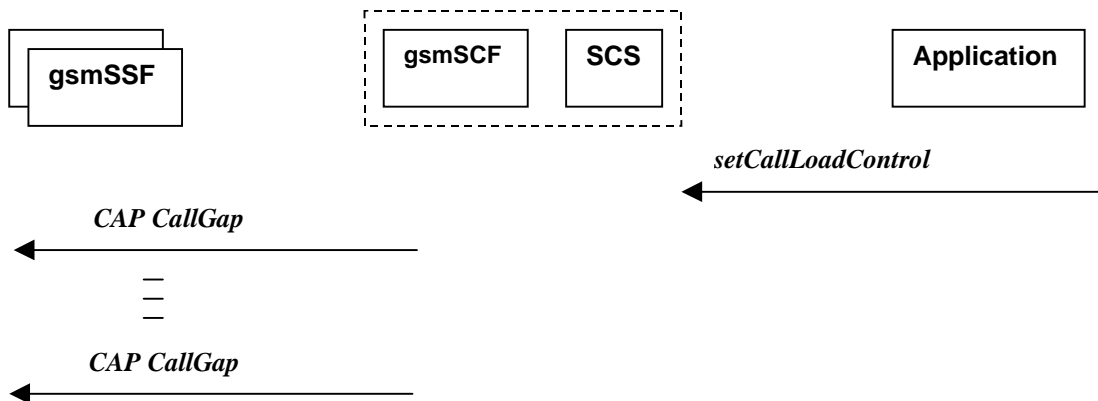 gsmSSF
gsmSCF
SCS
Application
setCallLoadControl
CAP CallGap
CAP CallGap